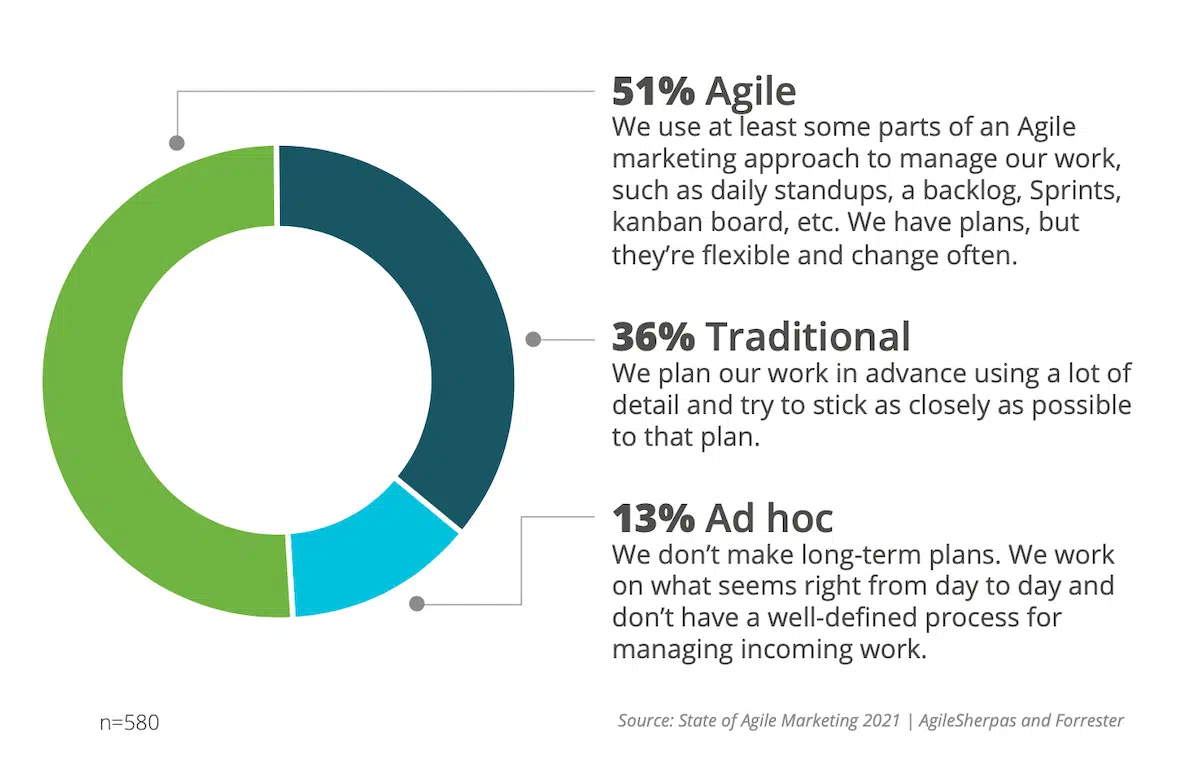 51% Agile
We use at least some parts of an Agile
marketing approach to manage our work,
such as daily standups, a backlog, Sprints,
kanban board, etc. We have plans, but
they’re flexible and change often.
36% Traditional
We plan our work in advance using a lot of
detail and try to stick as closely as possible
to that plan.
13% Ad hoc
We don’t make long-term plans. We work
on what seems right from day to day and
don’t have a well-defined process for
managing incoming work.
n=580
Source: State of Agile Marketing 2021 | AgileSherpas and Forrester